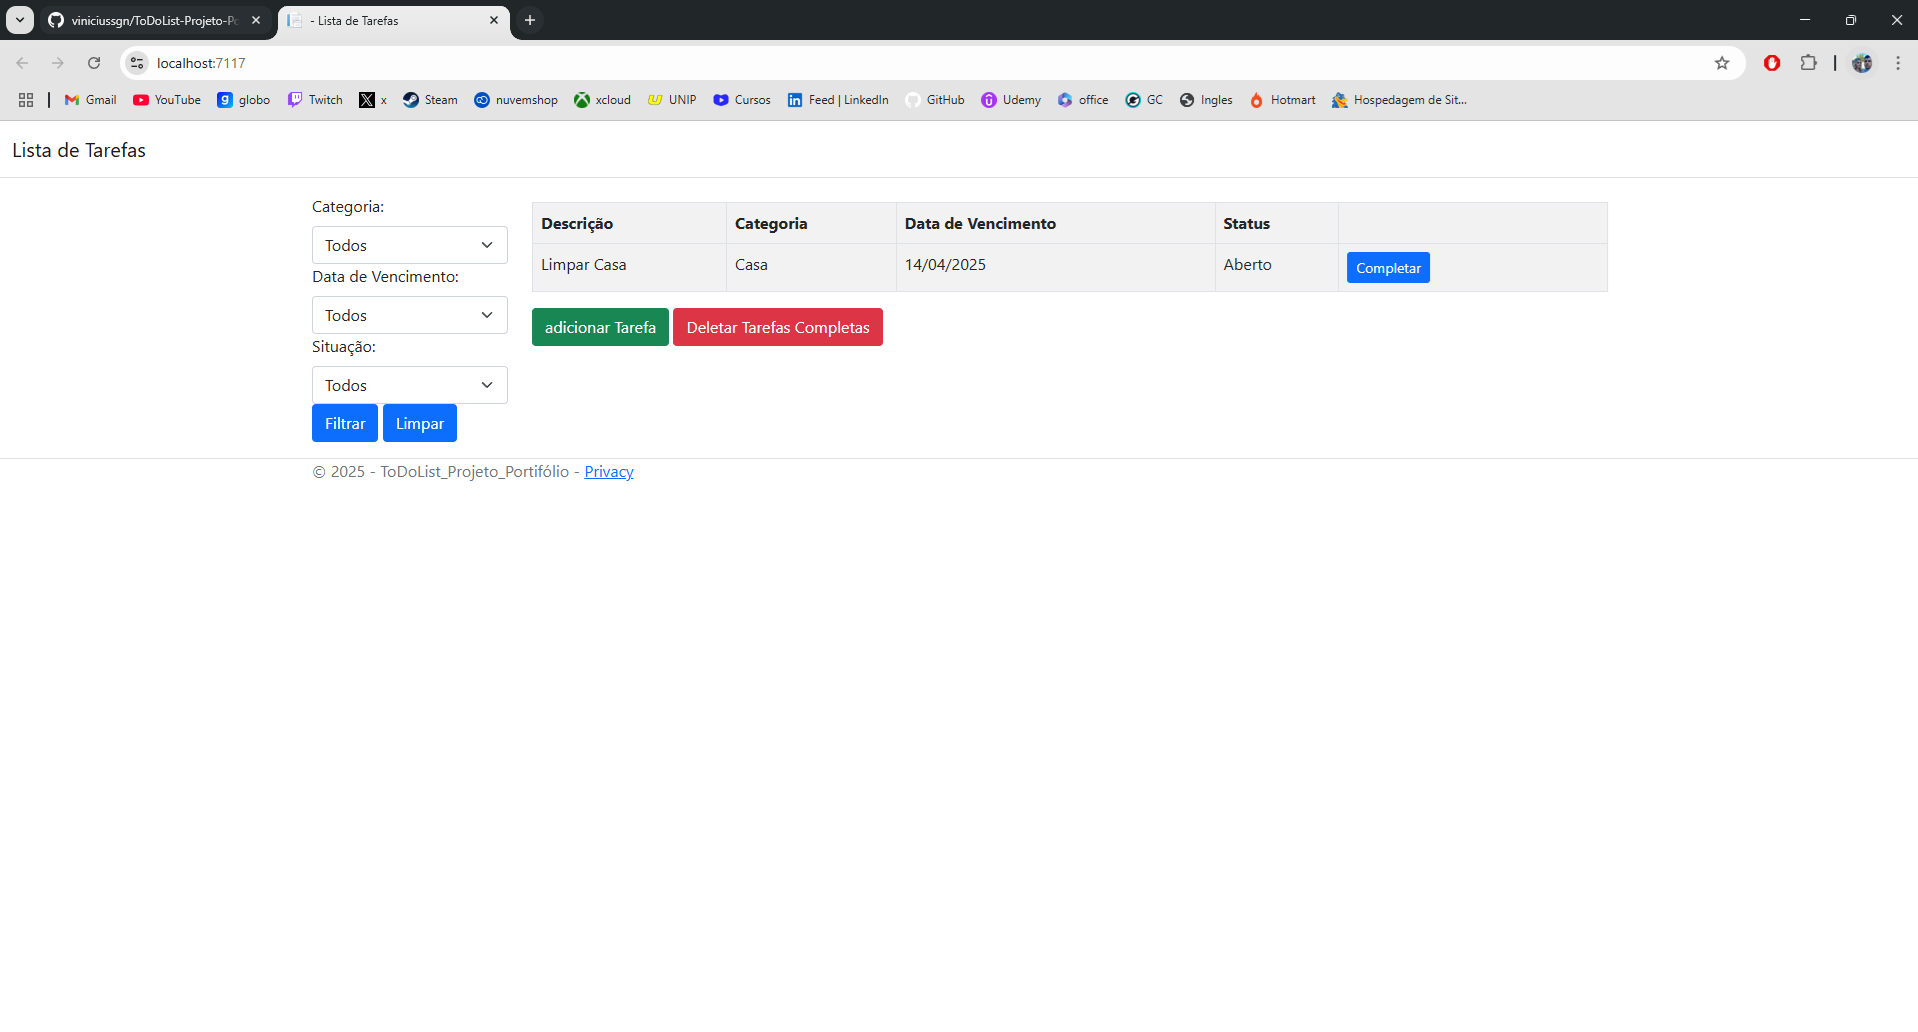 viniciussgn/ToDoList-Projeto-Po
- Lista de Tarefas
localhost:7117
Gmail YouTube globo Twitch x Steam nuvemshop xcloud UNIP Cursos Feed | LinkedIn GitHub Udemy office GC Ingles Hotmart Hospedagem de Sit...
Lista de Tarefas
Categoria:
Todos
Data de Vencimento:
Todos
Situação:
Todos
Filtrar Limpar
Descrição Categoria Data de Vencimento Status
Limpar Casa Casa 14/04/2025 Aberto Completar
adicionar Tarefa Deletar Tarefas Completas
© 2025 - ToDoList_Projeto_Portifólio - Privacy